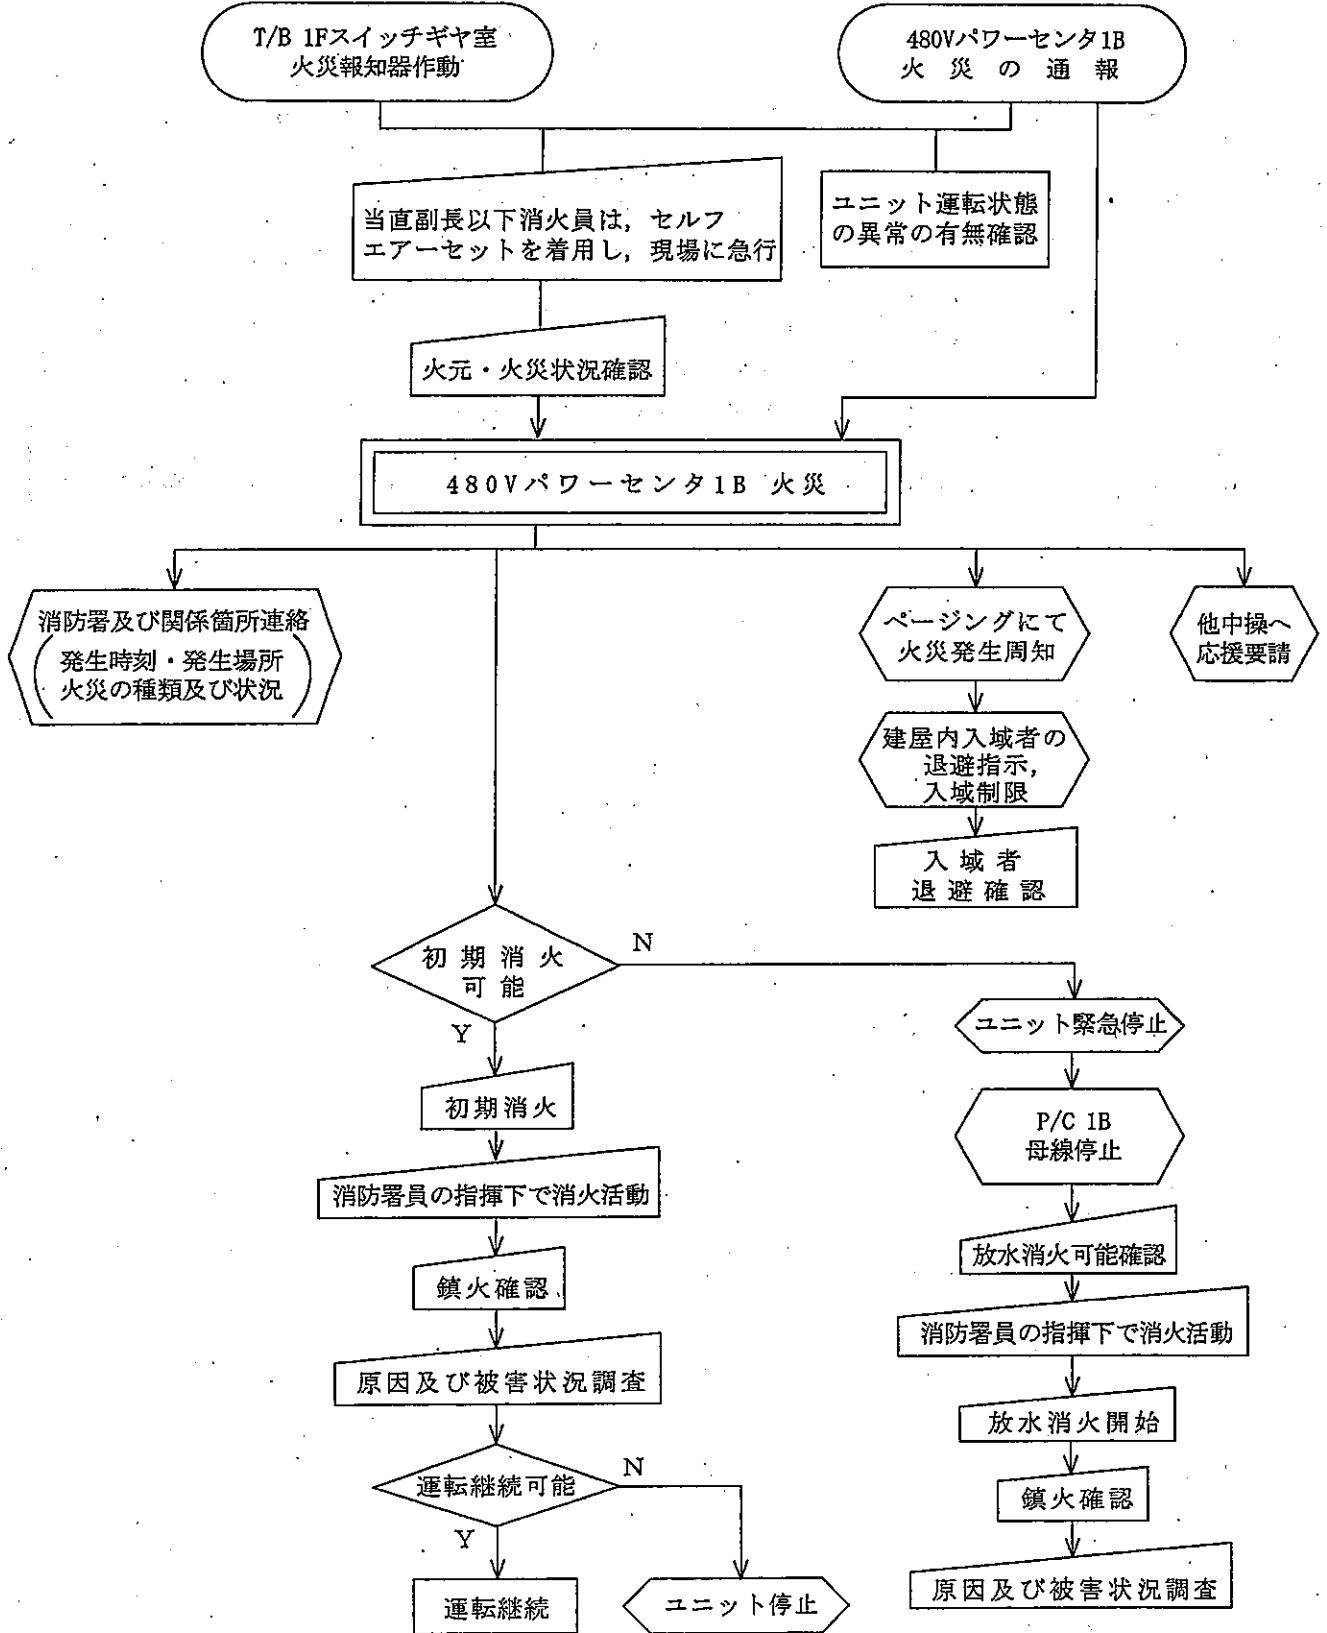 T/B 1Fスイッチギヤ室
火災報知器作動
480Vパワーセンタ1B
火災の通報
当直副長以下消火員は，セルフ
エアーセットを着用し，現場に急行
ユニット運転状態
の異常の有無確認
火元・火災状況確認
480Vパワーセンタ1B 火災
消防署及び関係箇所連絡
(発生時刻・発生場所
火災の種類及び状況)
ページングにて
火災発生周知
他中操へ
応援要請
建屋内入域者の
退避指示，
入域制限
入域者
退避確認
初期消火
可能
N
Y
ユニット緊急停止
初期消火
P/C 1B
母線停止
消防署員の指揮下で消火活動
放水消火可能確認
鎮火確認
消防署員の指揮下で消火活動
原因及び被害状況調査
放水消火開始
運転継続可能
N
Y
鎮火確認
運転継続
ユニット停止
原因及び被害状況調査